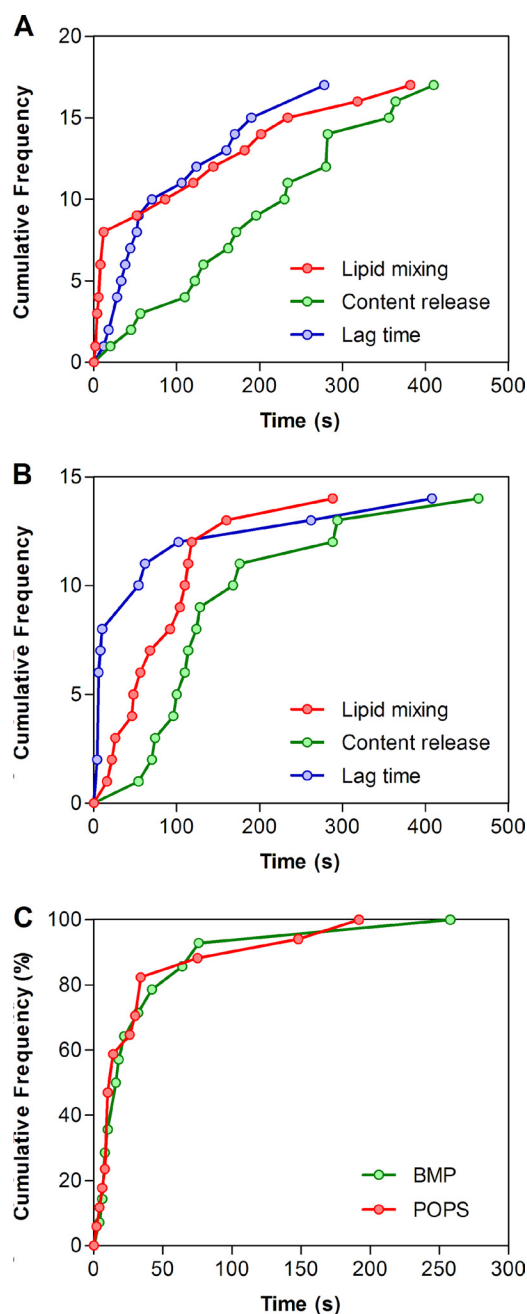 A
20
15
10
5
0
Cumulative Frequency
Lipid mixing
Content release
Lag time
0 100 200 300 400 500
Time (s)
B
15
10
5
0
Cumulative Frequency
Lipid mixing
Content release
Lag time
0 100 200 300 400 500
Time (s)
C
100
80
60
40
20
0
Cumulative Frequency (%)
BMP
POPS
0 50 100 150 200 250 300
Time (s)